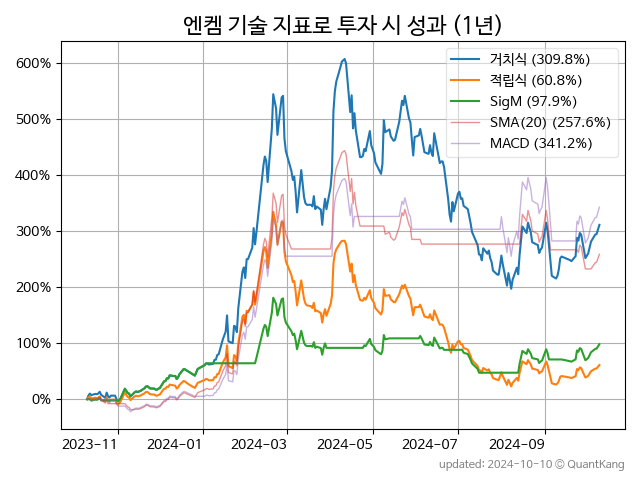 엔켐 기술 지표로 투자 시 성과 (1년)
거치식 (309.8%)
적립식 (60.8%)
SigM (97.9%)
SMA(20) (257.6%)
MACD (341.2%)
600%
500%
400%
300%
200%
100%
0%
2023-11 2024-01 2024-03 2024-05 2024-07 2024-09
updated: 2024-10-10 © QuantKang